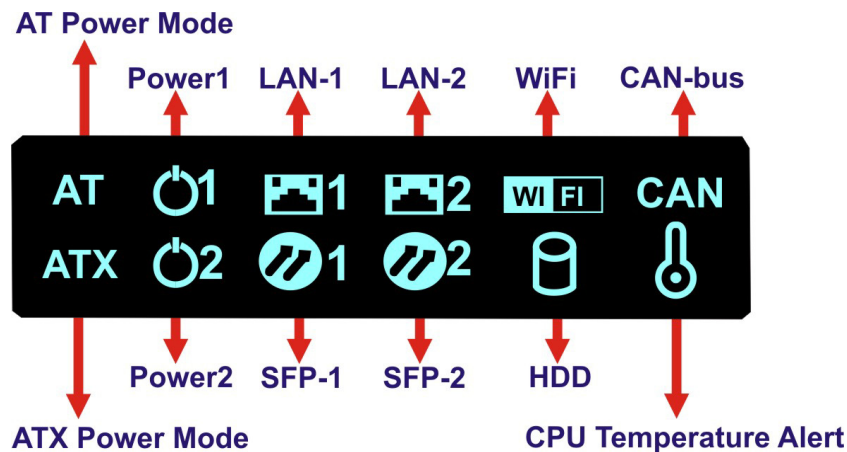 AT Power Mode
Power1 LAN-1 LAN-2 WiFi CAN-bus
AT 1 1 2 WI FI CAN
ATX 2 1 2
Power2 SFP-1 SFP-2 HDD
ATX Power Mode CPU Temperature Alert